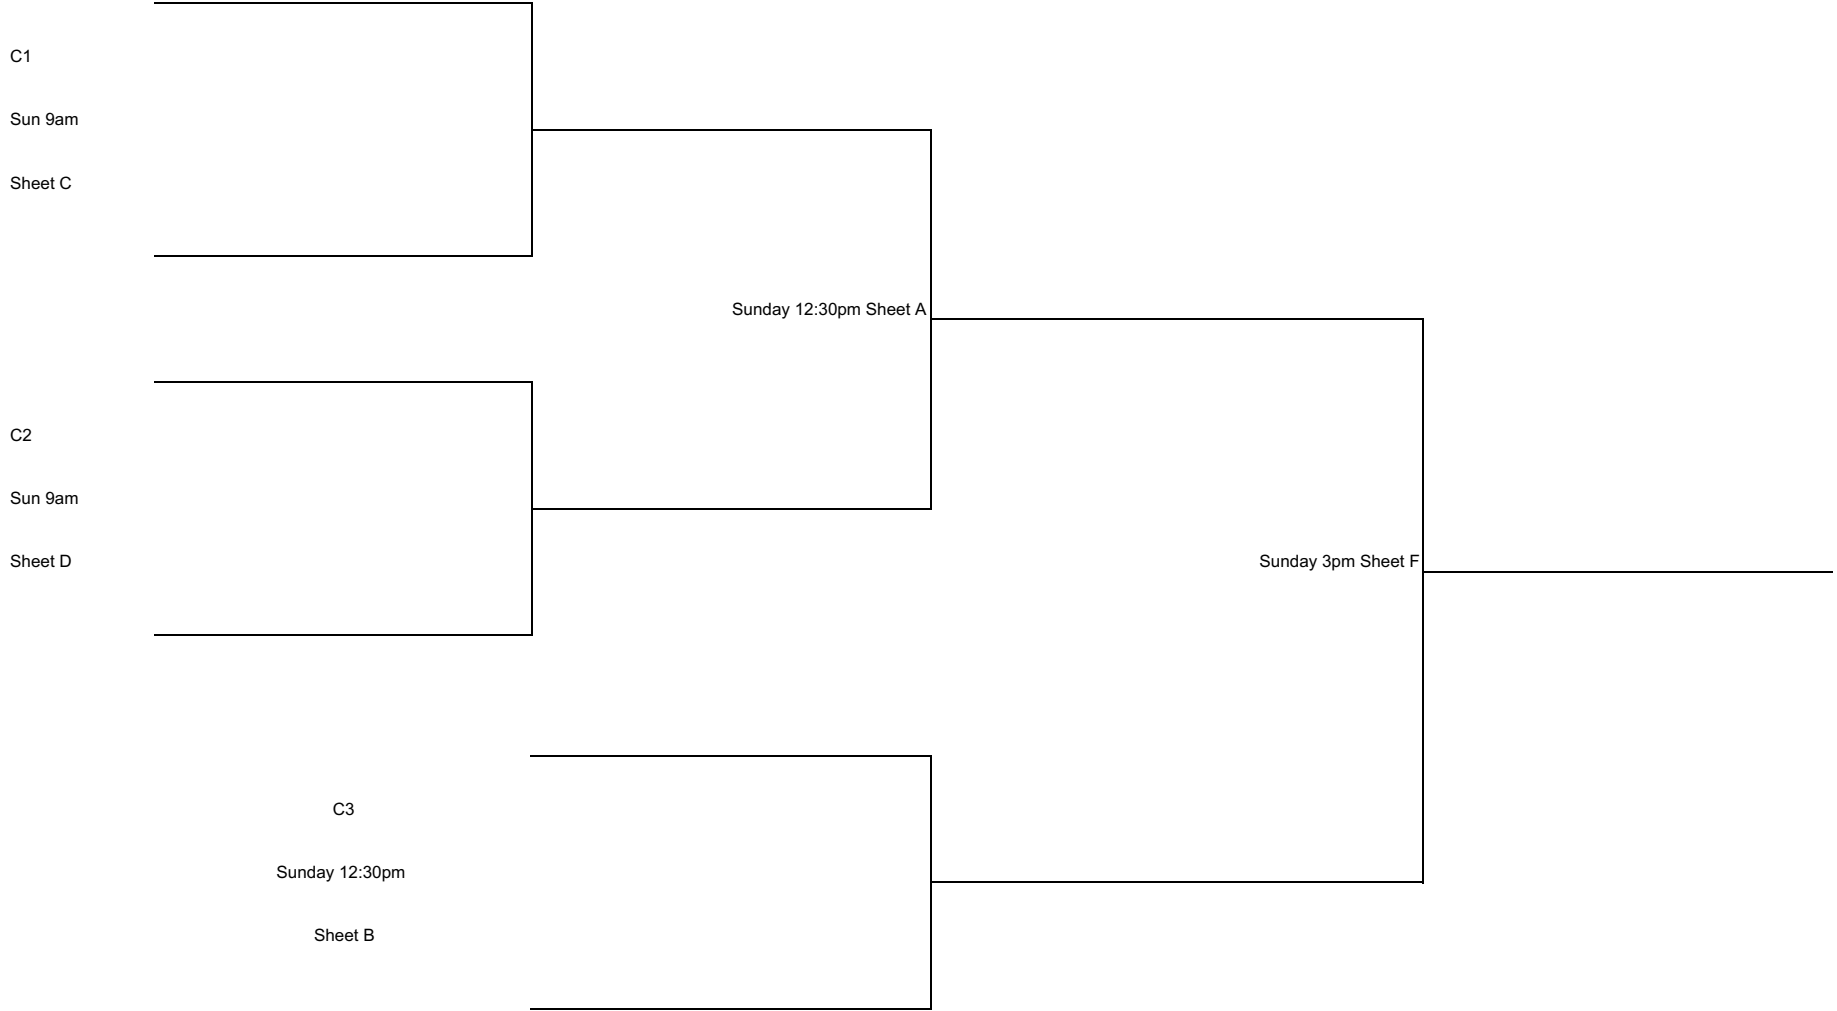 C1
Sun 9am
Sheet C
Sunday 12:30pm Sheet A
C2
Sun 9am
Sheet D
Sunday 3pm Sheet F
C3
Sunday 12:30pm
Sheet B